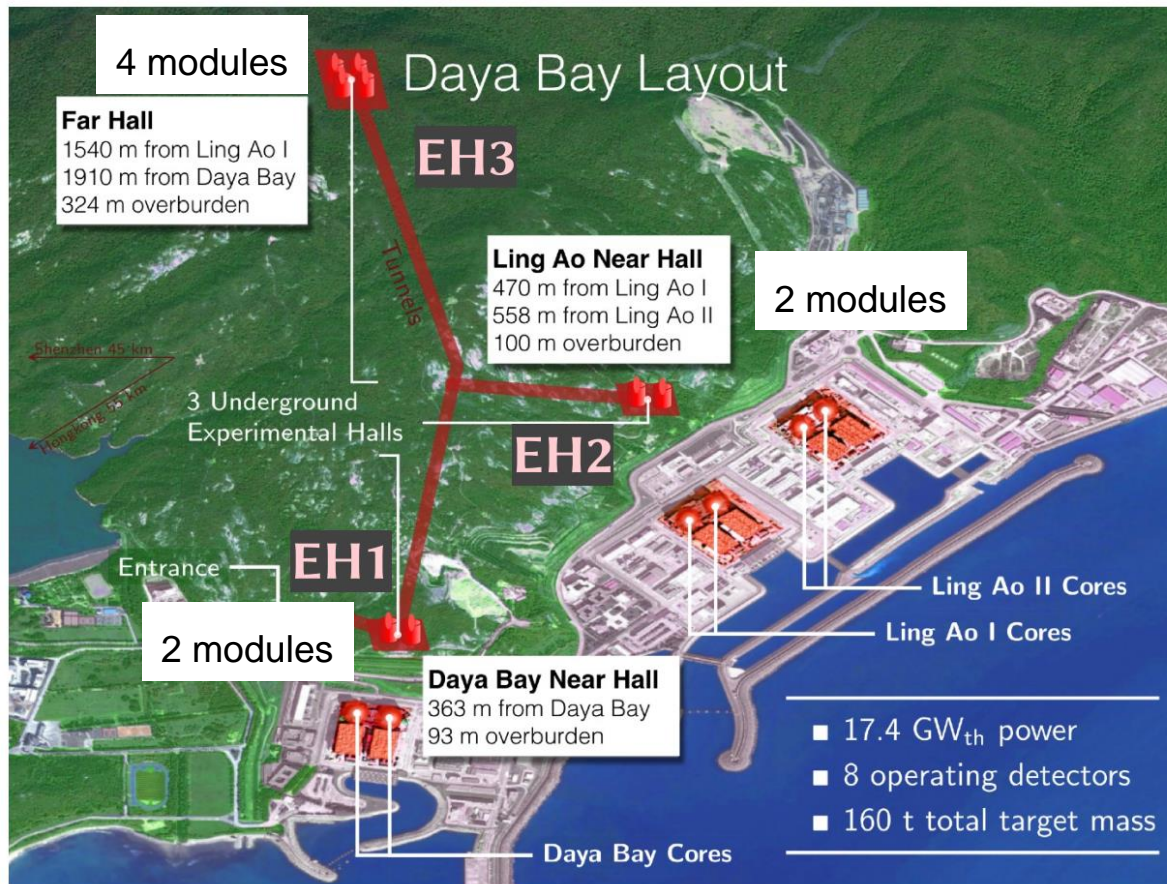 4 modules
Daya Bay Layout
Far Hall
1540 m from Ling Ao I
1910 m from Daya Bay
324 m overburden
EH3
Tunnels
Ling Ao Near Hall
470 m from Ling Ao I
558 m from Ling Ao II
100 m overburden
2 modules
Shenzhen 45 km
Hongkong 55 km
3 Underground
Experimental Halls
EH2
EH1
Entrance
2 modules
Ling Ao II Cores
Ling Ao I Cores
Daya Bay Near Hall
363 m from Daya Bay
93 m overburden
Daya Bay Cores
■ 17.4 GWth power
■ 8 operating detectors
■ 160 t total target mass